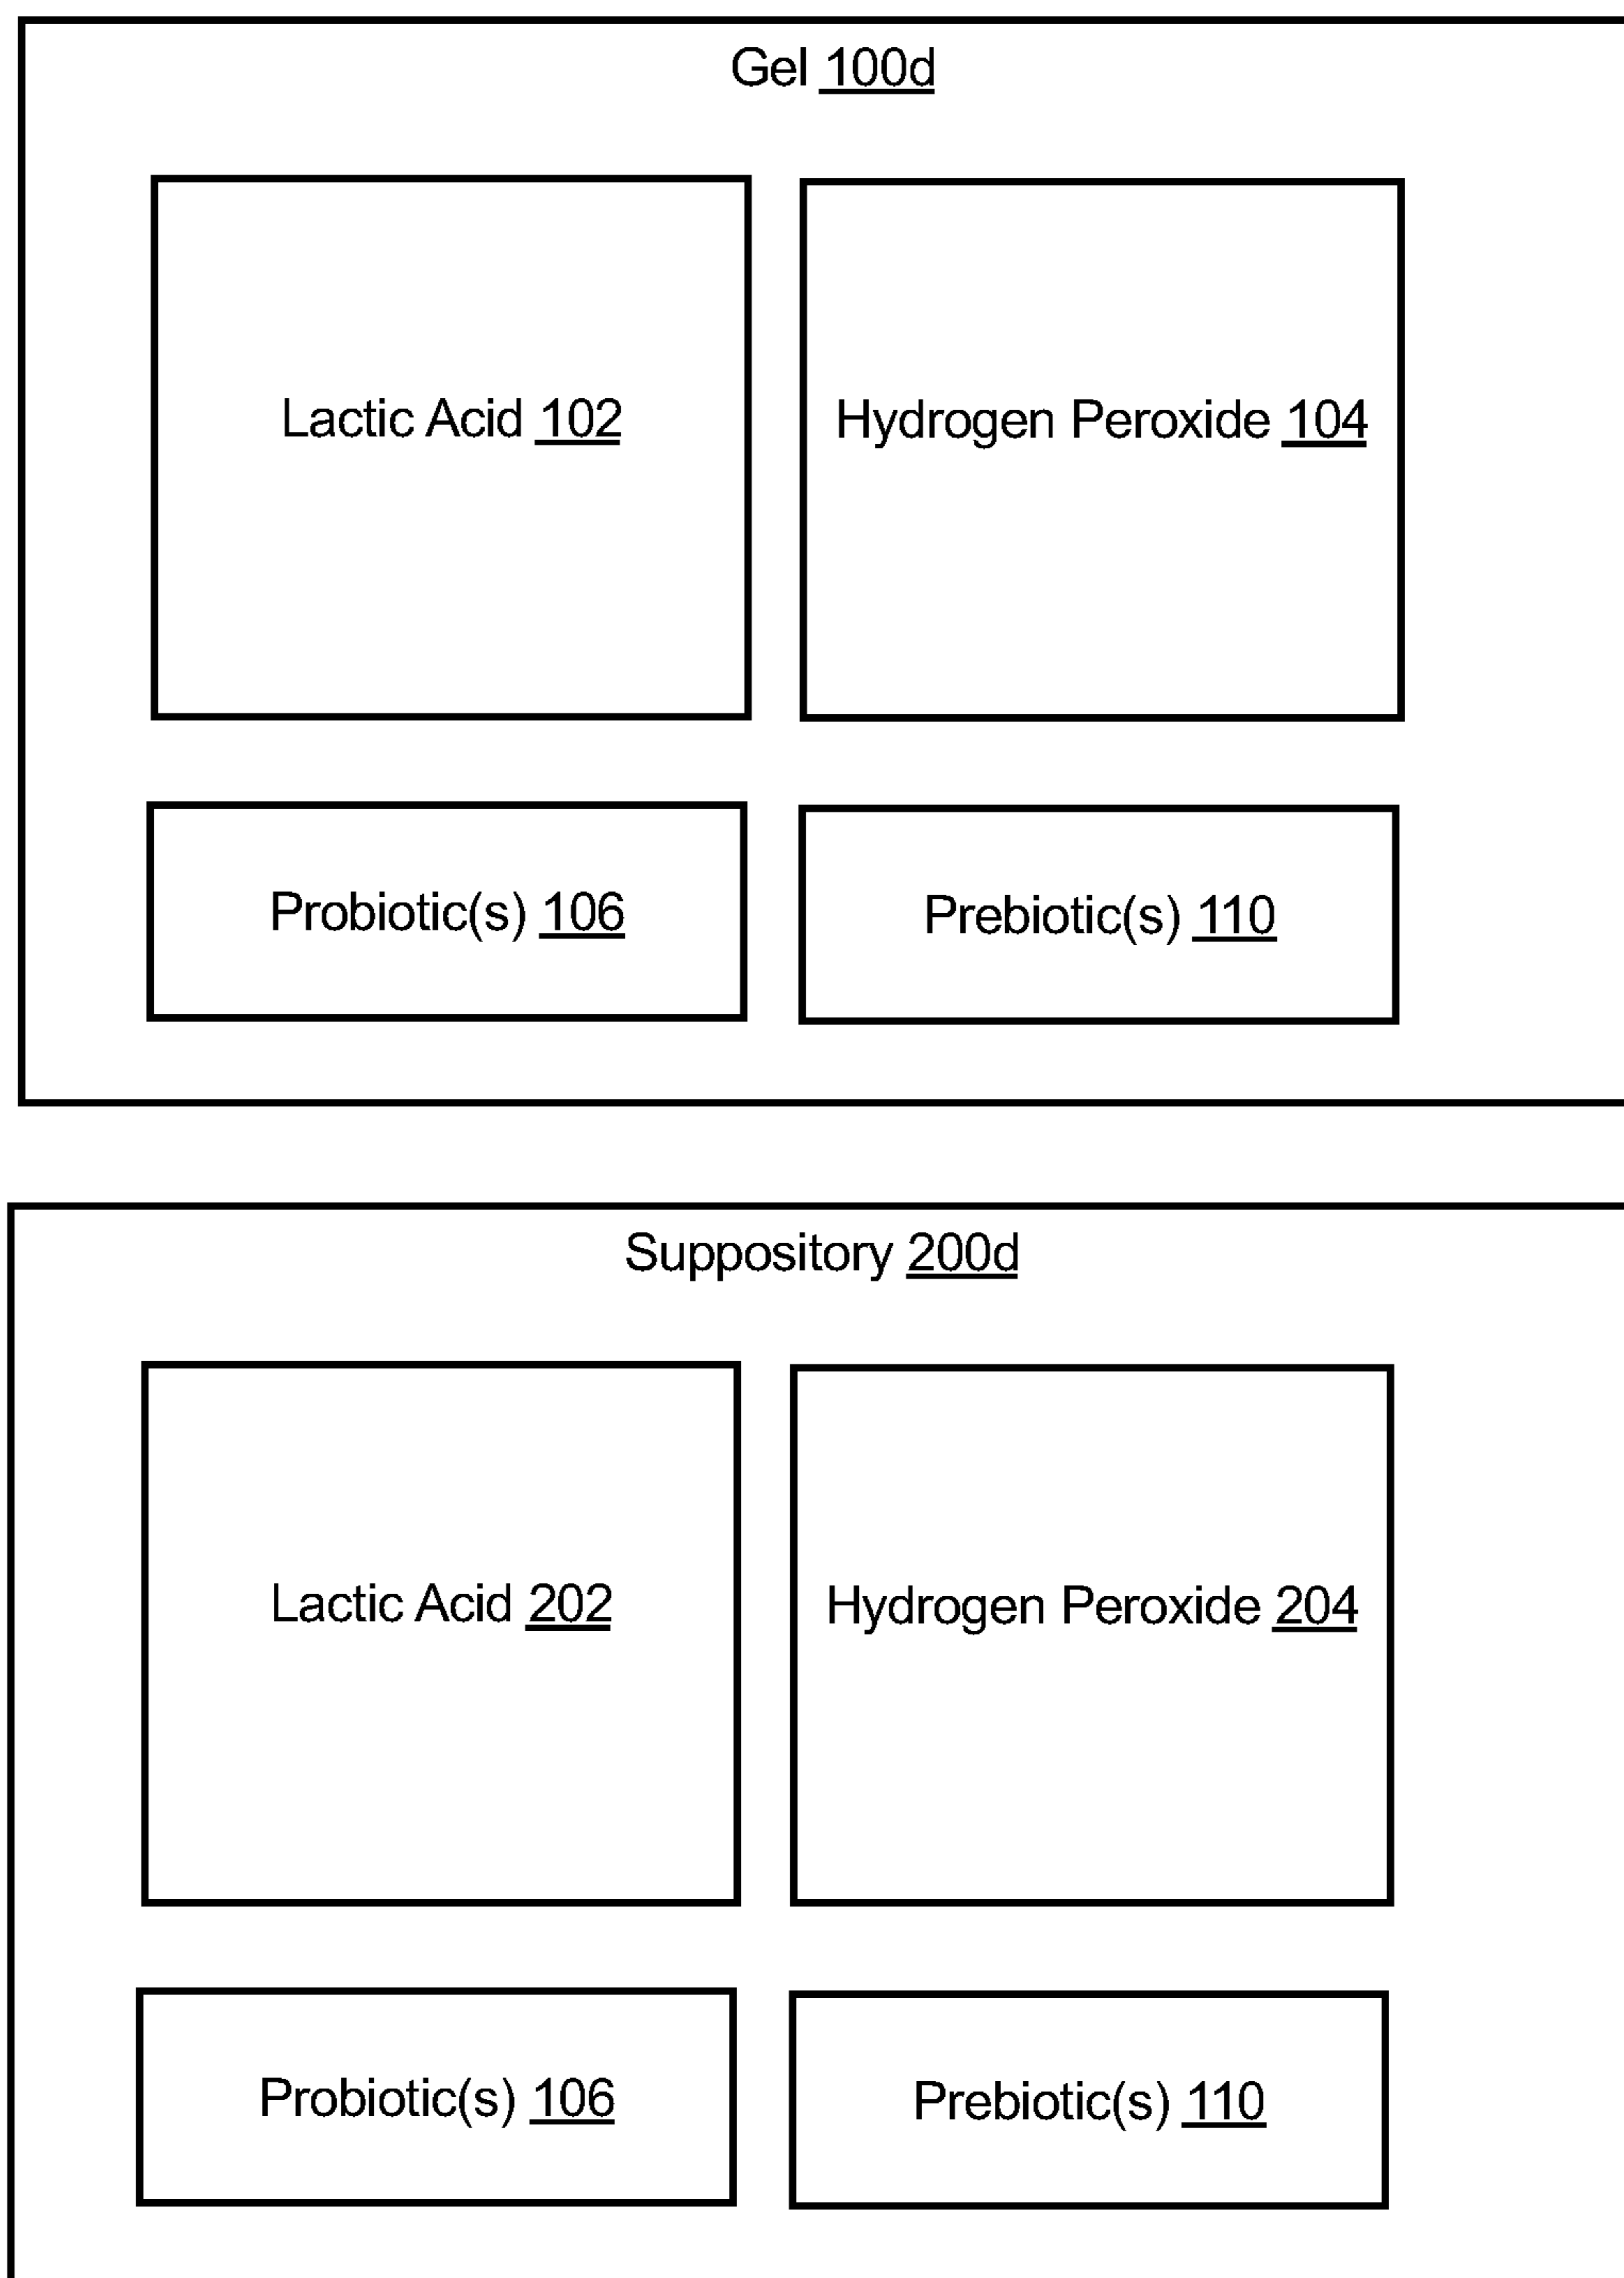 Gel 100d
Lactic Acid 102
Hydrogen Peroxide 104
Probiotic(s) 106
Prebiotic(s) 110
Suppository 200d
Lactic Acid 202
Hydrogen Peroxide 204
Probiotic(s) 106
Prebiotic(s) 110